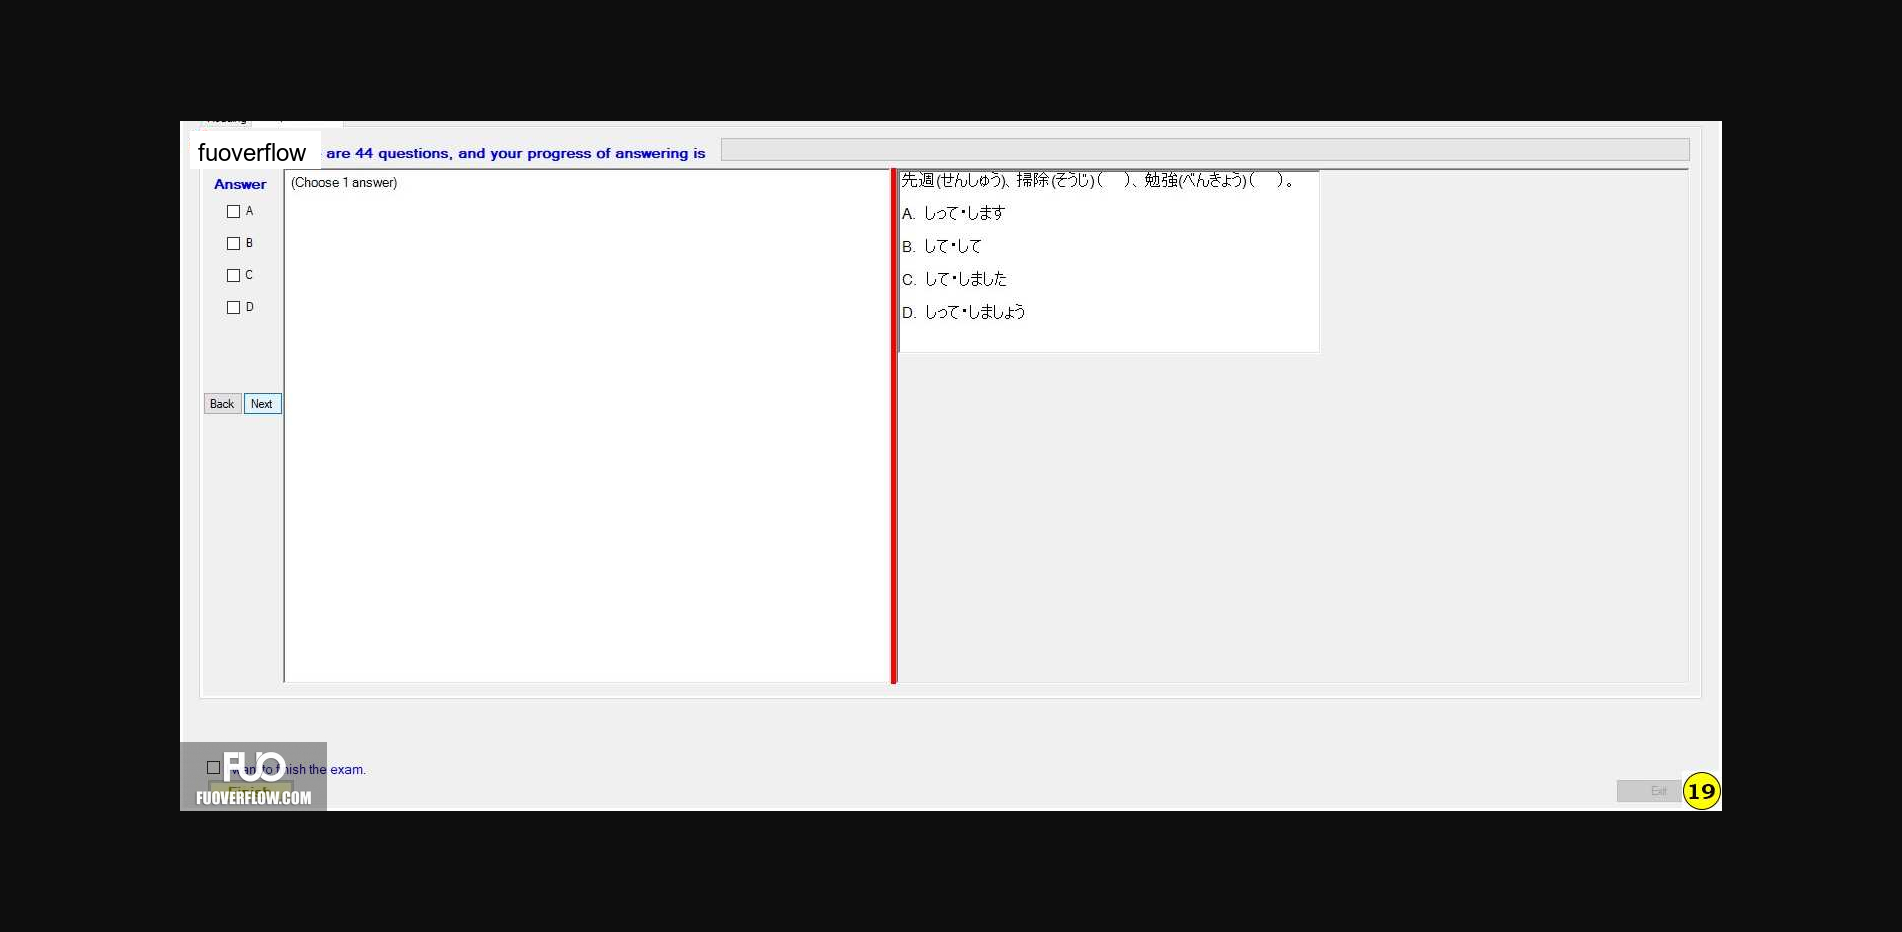 fuoverflow are 44 questions, and your progress of answering is
Answer
(Choose 1 answer)
A
B
C
D
Back Next
先週(せんしゅう)、掃除(そうじ)(　)、勉強(べんきょう)(　)。
A. しって・します
B. して・して
C. して・しました
D. しって・しましょう
FUO
to finish the exam.
Finish
FUOVERFLOW.COM
Exit
19